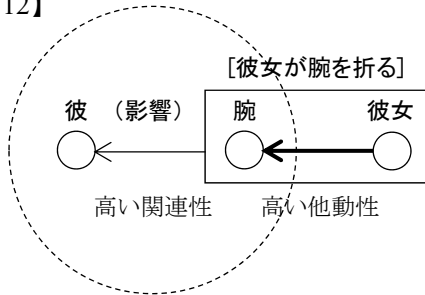 12】
[彼女が腕を折る]
彼 （影響） 腕 彼女
高い関連性 高い他動性